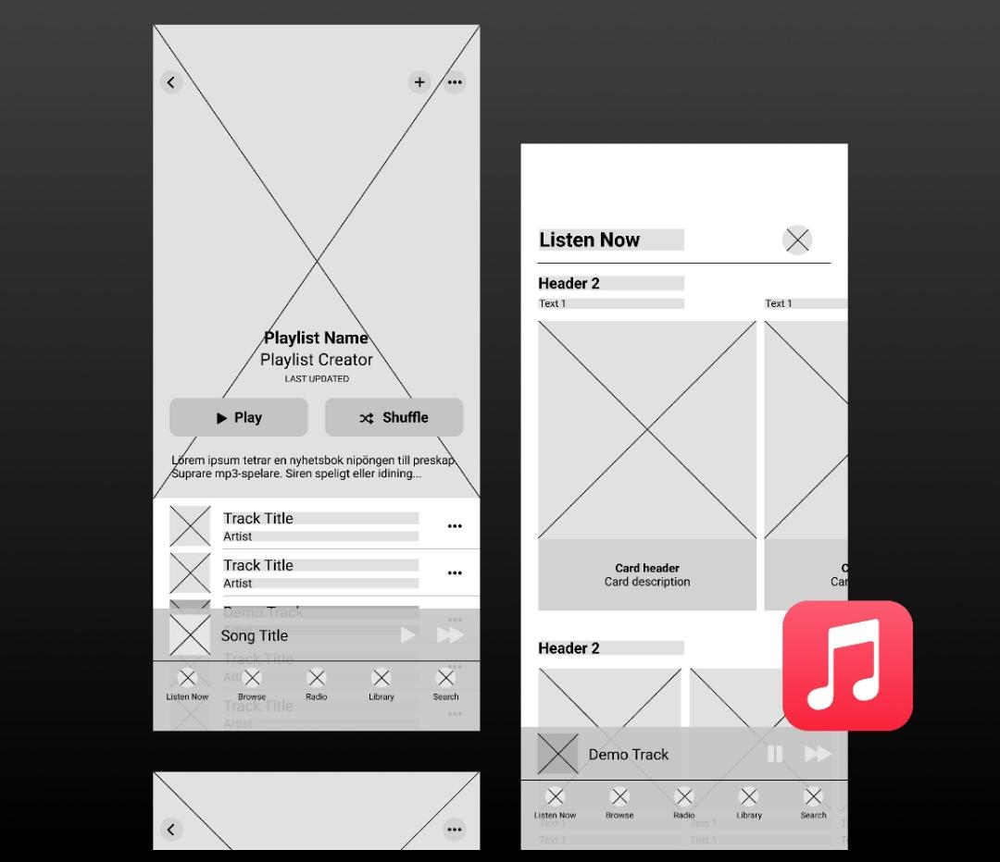 Playlist Name
Playlist Creator
LAST UPDATED
Play
Shuffle
Lorem ipsum tetrar en nyhetsbok nipöngen till preskap.
Suprare mp3-spelare. Siren speligt eller idining...
Track Title
Artist
Track Title
Artist
Demo Track
Song Title
Track Title
Artist
Listen Now
Browse
Radio
Library
Search
Track Title
Artist
Listen Now
Header 2
Text 1
Text 1
Card header
Card description
Header 2
Demo Track
Listen Now
Browse
Radio
Library
Search
Text 1
Text 1
Text 1
Text 1